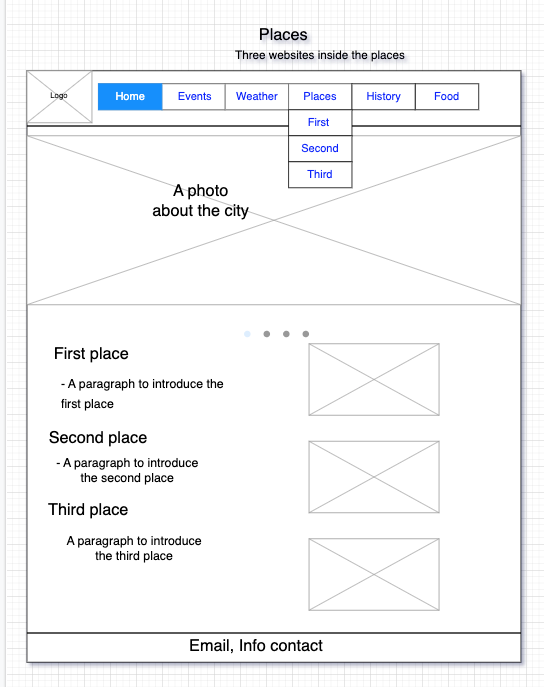 Places
Three websites inside the places
Logo
Home Events Weather Places History Food
First
Second
Third
A photo
about the city
First place
- A paragraph to introduce the
first place
Second place
- A paragraph to introduce
the second place
Third place
A paragraph to introduce
the third place
Email, Info contact